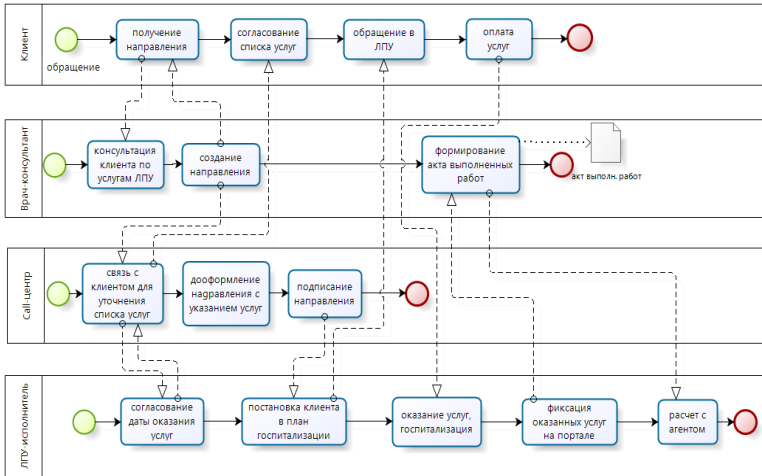 Клиент
обращение
получение
направления
согласование
списка услуг
обращение в
ЛПУ
оплата
услуг
Врач-консультант
консультация
клиента по
услугам ЛПУ
создание
направления
формирование
акта выполненных
работ
акт выполн. работ
Call-центр
связь с
клиентом для
уточнения
списка услуг
дооформление
надравления с
указанием услуг
подписание
направления
ЛПУ-исполнитель
согласование
даты оказания
услуг
постановка клиента
в план
госпитализации
оказание услуг,
госпитализация
фиксация
оказанных услуг
на портале
расчет с
агентом